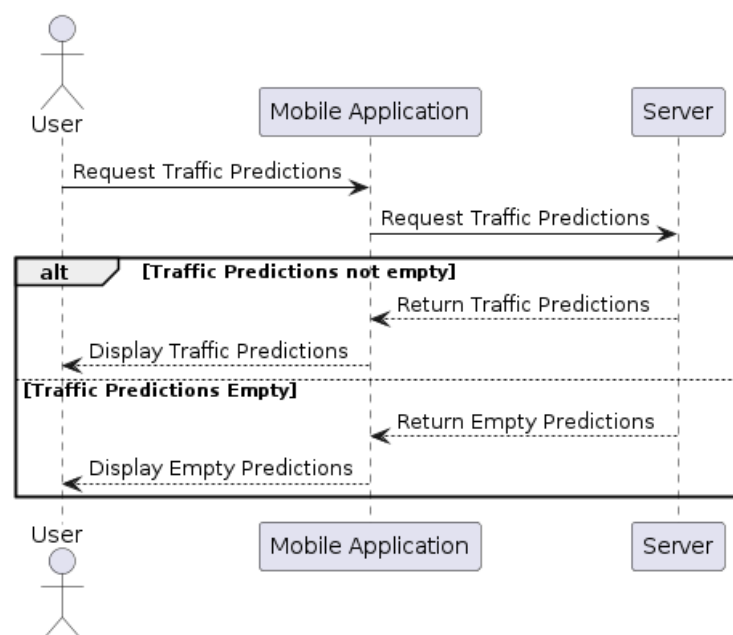 User
Mobile Application
Server
Request Traffic Predictions
Request Traffic Predictions
alt
[Traffic Predictions not empty]
Return Traffic Predictions
Display Traffic Predictions
[Traffic Predictions Empty]
Return Empty Predictions
Display Empty Predictions
User
Mobile Application
Server